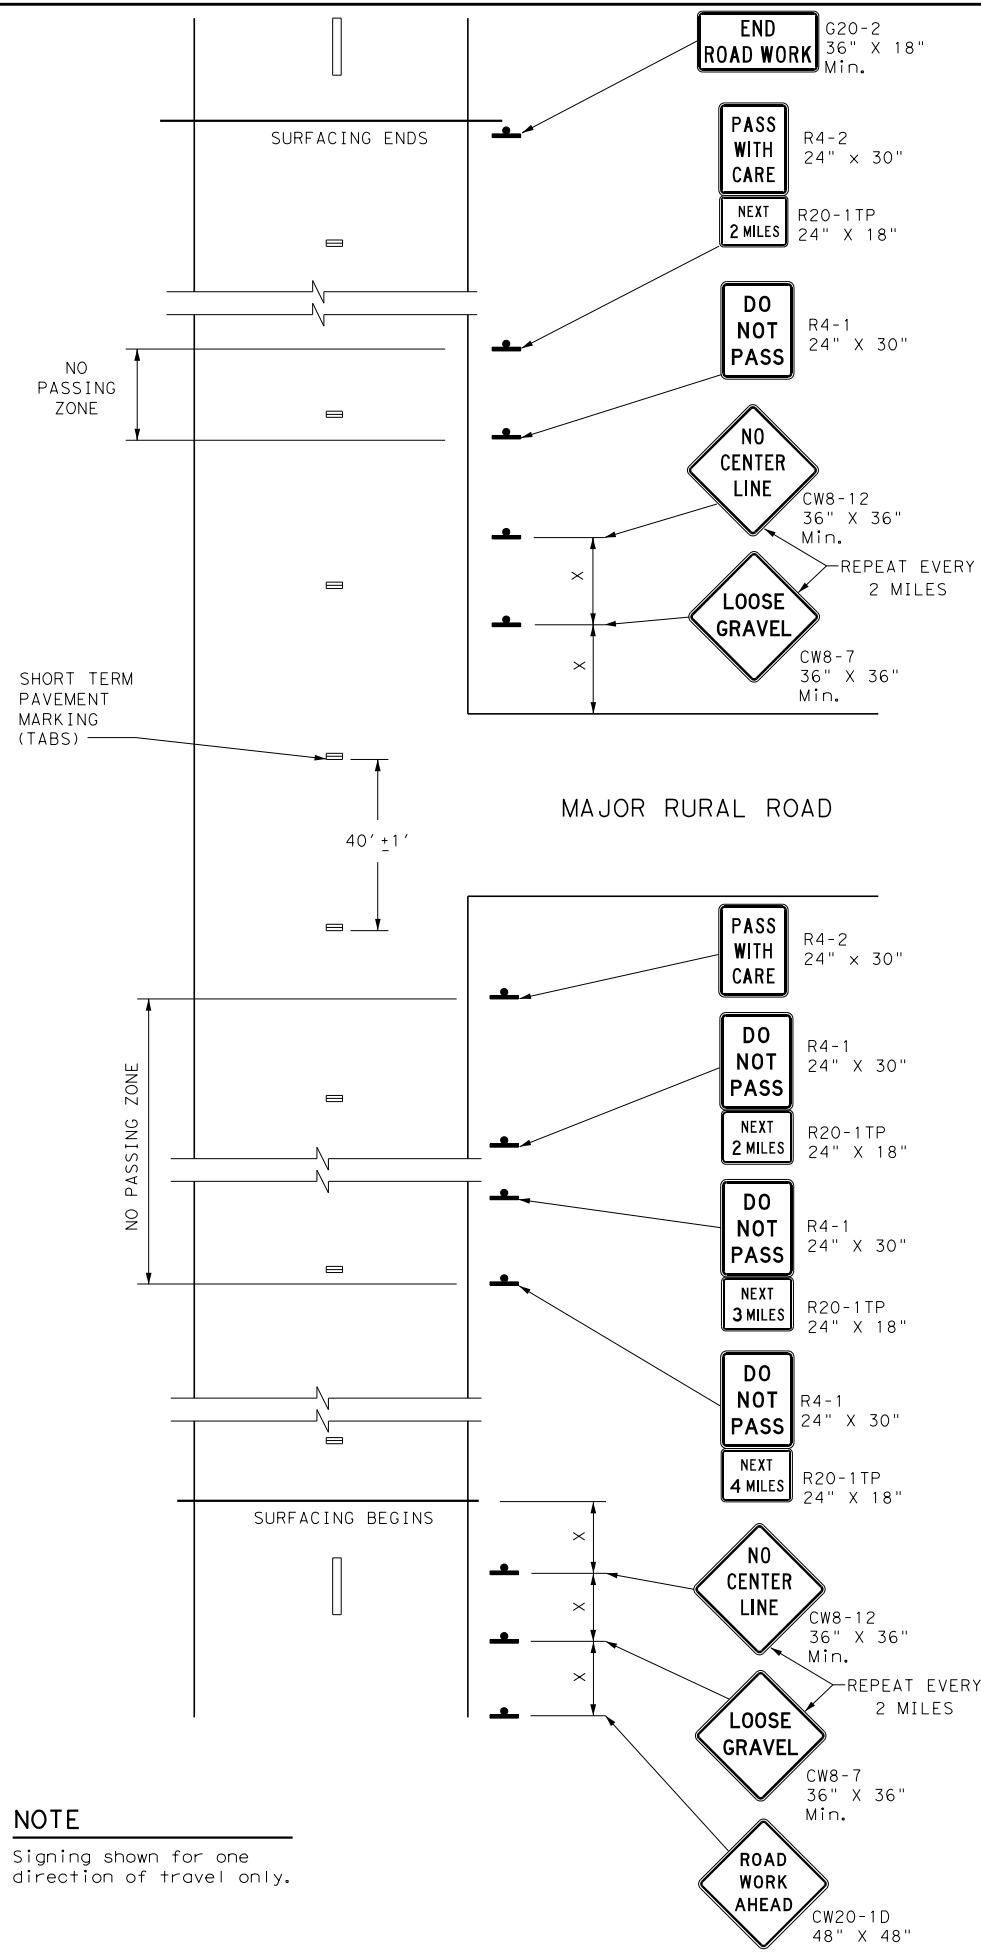 END
ROAD WORK
G20-2
36" X 18"
Min.
SURFACING ENDS
PASS
WITH
CARE
R4-2
24" x 30"
NEXT
2 MILES
R20-1TP
24" X 18"
DO
NOT
PASS
R4-1
24" X 30"
NO
PASSING
ZONE
NO
CENTER
LINE
CW8-12
36" X 36"
Min.
REPEAT EVERY
2 MILES
X
LOOSE
GRAVEL
CW8-7
36" X 36"
Min.
X
SHORT TERM
PAVEMENT
MARKING
(TABS)
MAJOR RURAL ROAD
40'±1'
PASS
WITH
CARE
R4-2
24" x 30"
DO
NOT
PASS
R4-1
24" X 30"
NEXT
2 MILES
R20-1TP
24" X 18"
NO PASSING ZONE
DO
NOT
PASS
R4-1
24" X 30"
NEXT
3 MILES
R20-1TP
24" X 18"
DO
NOT
PASS
R4-1
24" X 30"
NEXT
4 MILES
R20-1TP
24" X 18"
SURFACING BEGINS
X
NO
CENTER
LINE
CW8-12
36" X 36"
Min.
X
REPEAT EVERY
2 MILES
X
LOOSE
GRAVEL
CW8-7
36" X 36"
Min.
ROAD
WORK
AHEAD
CW20-1D
48" X 48"
NOTE
Signing shown for one
direction of travel only.